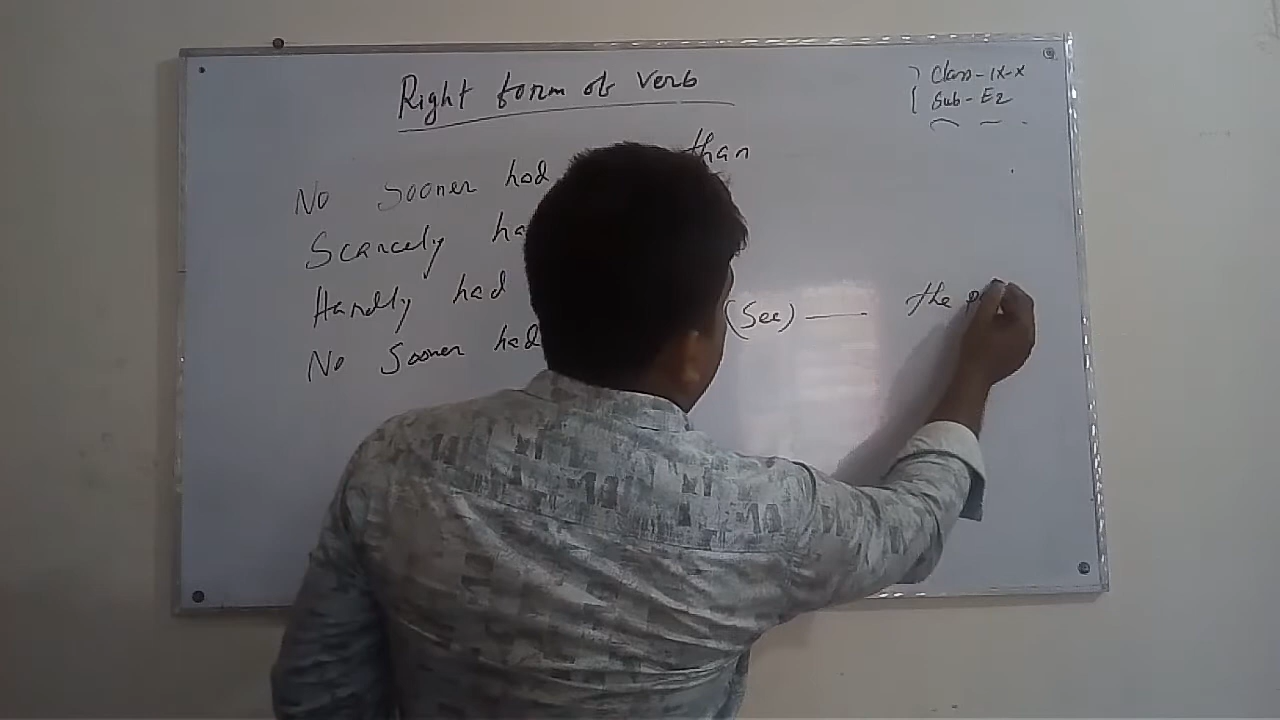 Right form of verb
Class-IX-X
Sub-E2
No sooner had than
Scarcely
Hardly had
No sooner had (See) the